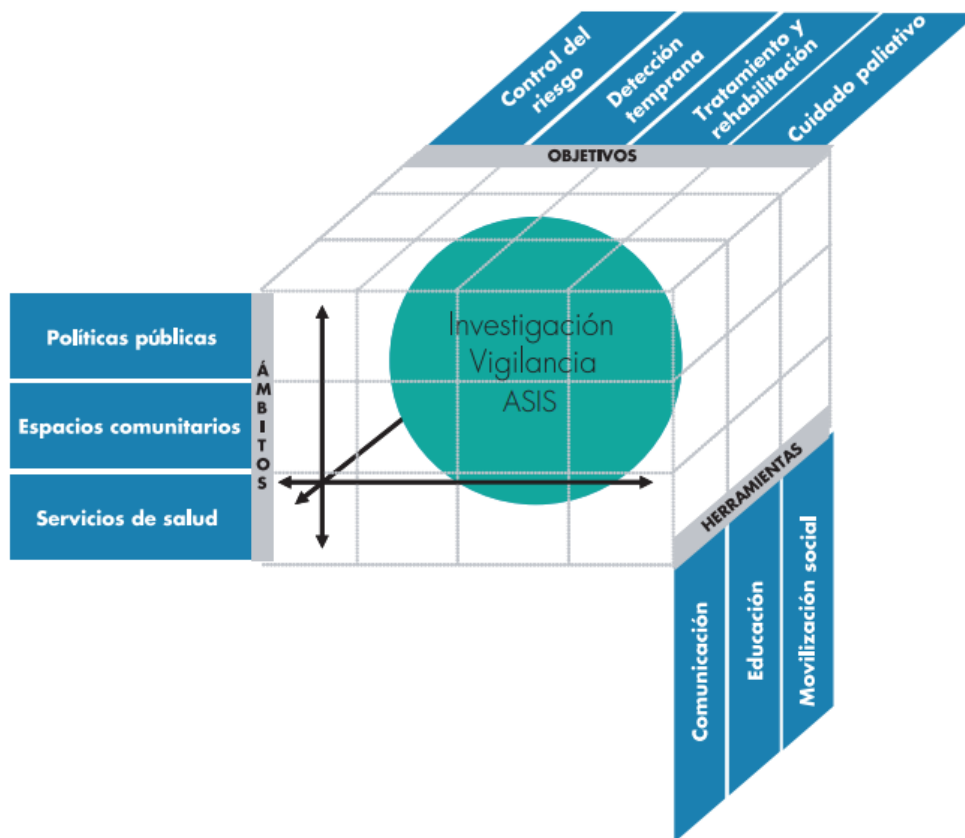 Control del
riesgo
Detección
temprana
Tratamiento y
rehabilitación
Cuidado paliativo
OBJETIVOS
Políticas públicas
Espacios comunitarios
Servicios de salud
ÁMBITOS
Investigación
Vigilancia
ASIS
HERRAMIENTAS
Comunicación
Educación
Movilización social